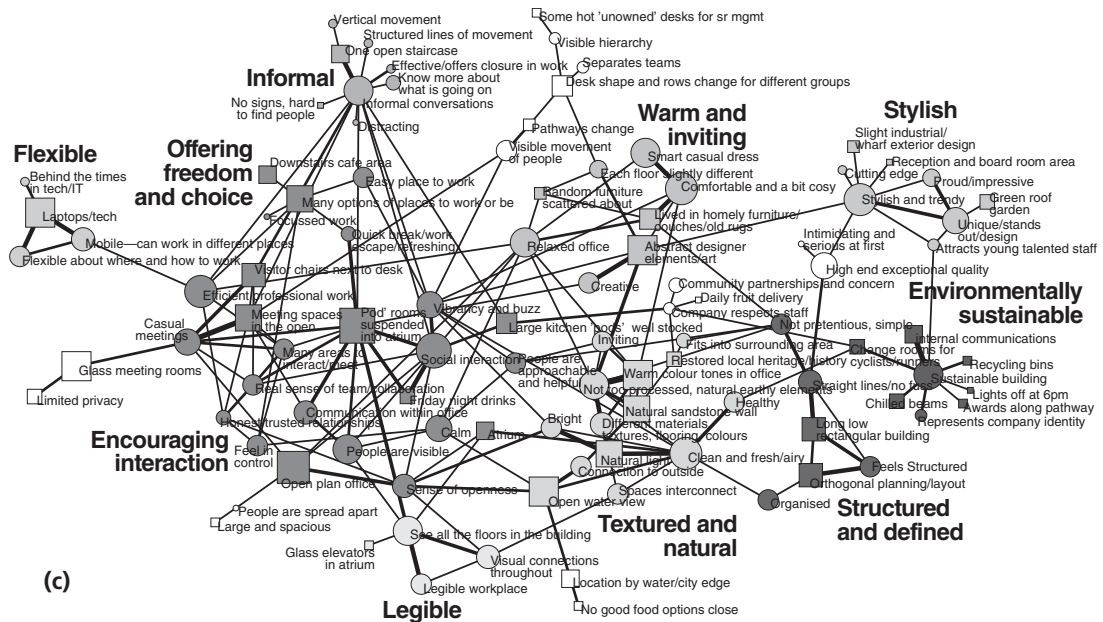 Some hot 'unowned' desks for sr mgmt
Vertical movement
Structured lines of movement
Visible hierarchy
One open staircase
Effective/offers closure in work
Separates teams
Informal
Know more about
what is going on
Desk shape and rows change for different groups
No signs, hard
to find people
Informal conversations
Warm and
inviting
Stylish
Distracting
Pathways change
Slight industrial/
wharf exterior design
Flexible
Offering
freedom
and choice
Visible movement
of people
Smart casual dress
Reception and board room area
Downstairs cafe area
Each floor slightly different
Cutting edge
Proud/impressive
Behind the times
in tech/IT
Easy place to work
Comfortable and a bit cosy
Many options of places to work or be
Random furniture
scattered about
Stylish and trendy
Green roof
garden
Laptops/tech
Focussed work
Lived in homely furniture/
couches/old rugs
Unique/stands
out/design
Quick break/work
escape/refreshing
Intimidating and
serious at first
Mobile—can work in different places
Relaxed office
Abstract designer
elements/art
Attracts young talented staff
Flexible about where and how to work
Visitor chairs next to desk
High end exceptional quality
Creative
Community partnerships and concern
Efficient/professional work
Daily fruit delivery
Environmentally
sustainable
Vibrancy and buzz
Company respects staff
Meeting spaces
in the open
'Pod' rooms
suspended
into atrium
Casual
meetings
Large kitchen 'pods' well stocked
Not pretentious, simple
Internal communications
Inviting
Fits into surrounding area
Change rooms for
cyclists/runners
Many areas to
interact/meet
Social interaction
People are
approachable
and helpful
Restored local heritage/history
Recycling bins
Glass meeting rooms
Warm
colour tones in office
Sustainable building
Real sense of team/collaboration
Not too processed, natural earthy elements
Straight lines/no fuss
Lights off at 6pm
Limited privacy
Friday night drinks
Healthy
Chilled beams
Awards along pathway
Communication within office
Natural sandstone wall
Represents company identity
Honest/trusted relationships
Bright
Different materials,
textures, flooring, colours
Long low
rectangular building
Encouraging
interaction
Calm
Atrium
Feel in
control
People are visible
Natural light
Clean and fresh/airy
Connection to outside
Feels Structured
Open plan office
Sense of openness
Orthogonal planning/layout
Spaces interconnect
Open water view
Organised
People are spread apart
Large and spacious
Textured and
natural
Structured
and defined
See all the floors in the building
Glass elevators
in atrium
Visual connections
throughout
(c)
Legible workplace
Location by water/city edge
Legible
No good food options close